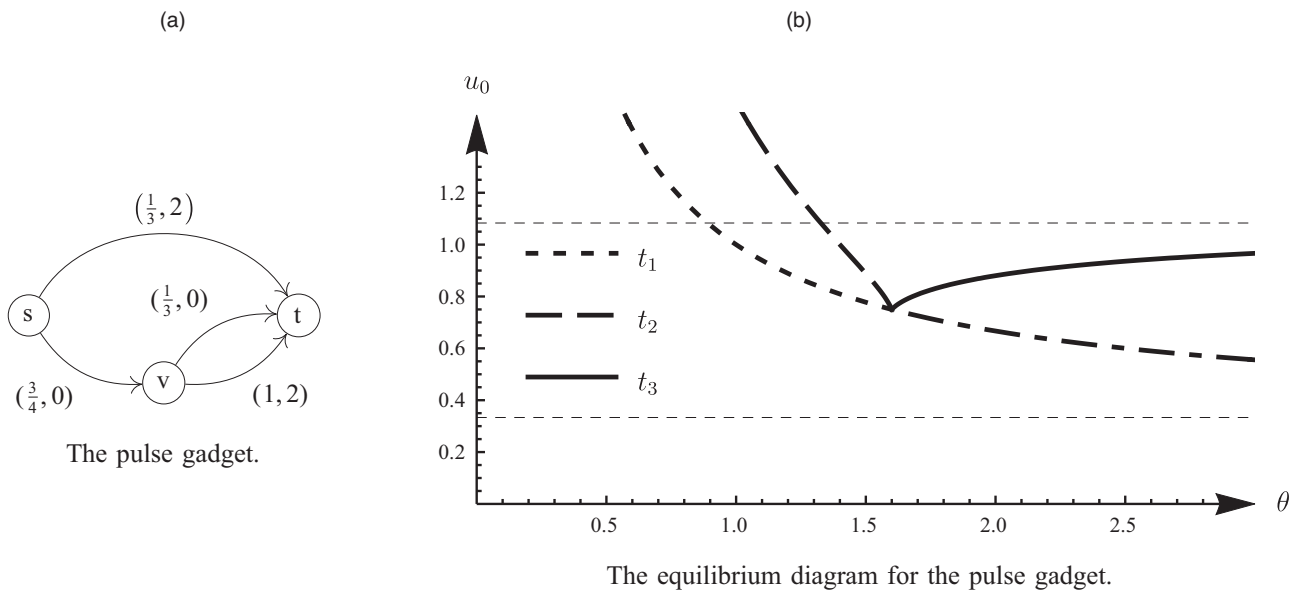 (a)
(b)
u₀
(1/3, 2)
(1/3, 0)
s
t
v
(3/4, 0)
(1, 2)
The pulse gadget.
1.2
1.0
0.8
0.6
0.4
0.2
t₁
t₂
t₃
0.5 1.0 1.5 2.0 2.5
θ
The equilibrium diagram for the pulse gadget.